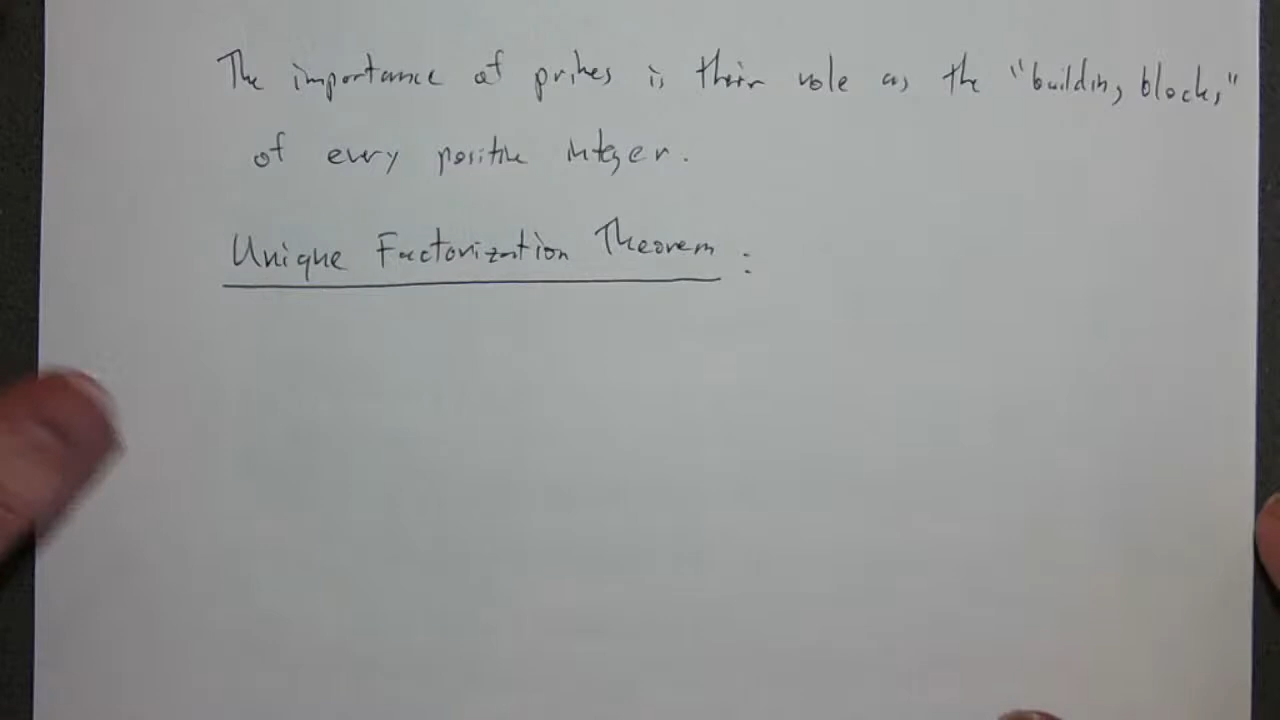 The importance of primes is their role as the "building blocks"
of every positive integer.
Unique Factorization Theorem :